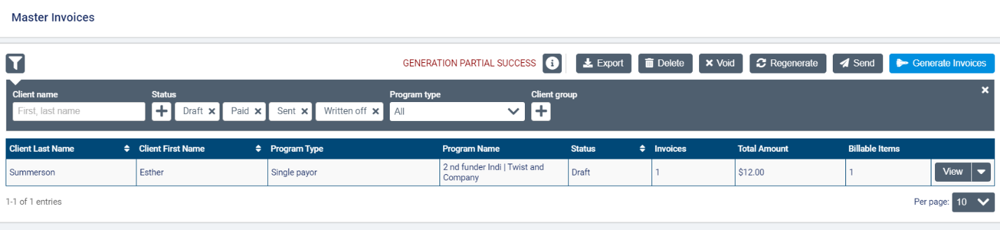 Master Invoices
GENERATION PARTIAL SUCCESS Export Delete Void Regenerate Send Generate Invoices
Client name Status Program type Client group
First, last name Draft Paid Sent Written off All
Client Last Name Client First Name Program Type Program Name Status Invoices Total Amount Billable Items
Summerson Esther Single payor 2 nd funder Indi | Twist and Draft 1 $12.00 1 View
Company
1-1 of 1 entries Per page: 10